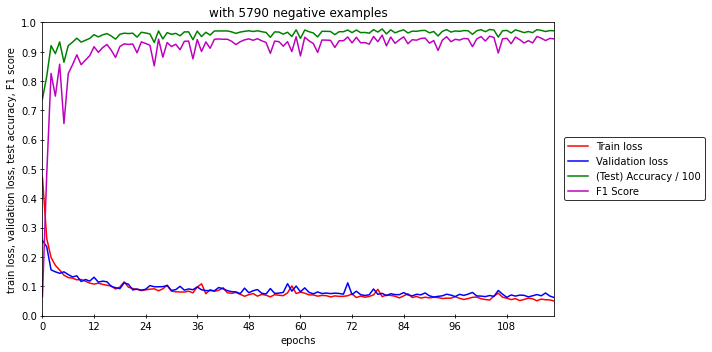 with 5790 negative examples
train loss, validation loss, test accuracy, F1 score
1.0
0.9
0.8
0.7
0.6
0.5
0.4
0.3
0.2
0.1
0.0
0 12 24 36 48 60 72 84 96 108
epochs
Train loss
Validation loss
(Test) Accuracy / 100
F1 Score